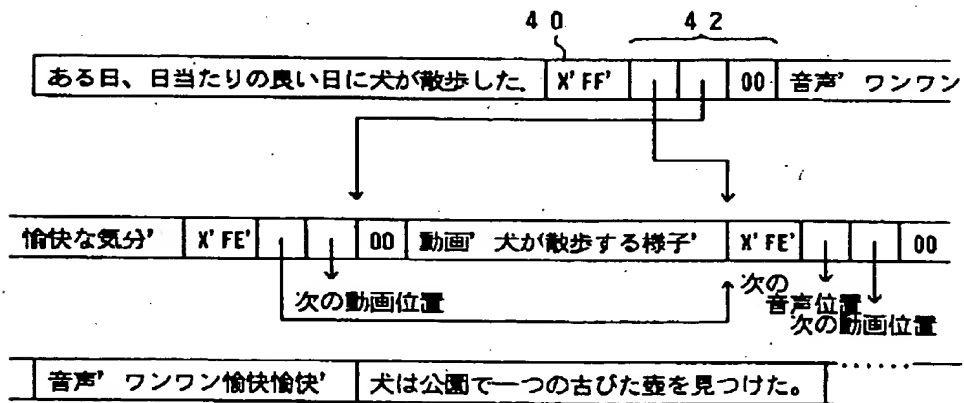 40 42
ある日、日当たりの良い日に犬が散歩した. X'FF' 00 音声' ワンワン
愉快な気分' X'FE' 00 動画' 犬が散歩する様子' X'FE' 00
次の動画位置 次の音声位置
次の動画位置
音声' ワンワン愉快愉快' 犬は公園で一つの古びた壺を見つけた。 ......